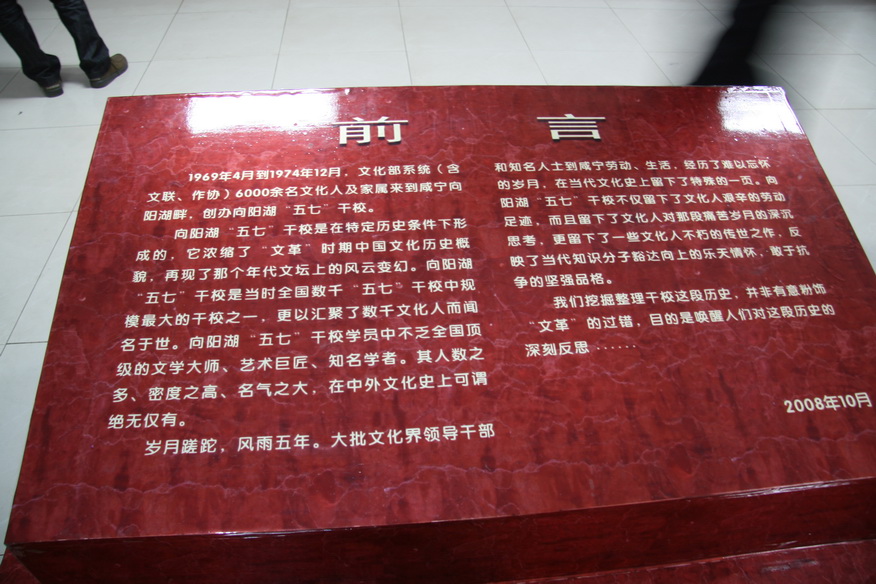 前 言
1969年4月到1974年12月，文化部系统（含
文联、作协）6000余名文化人及家属来到咸宁向
阳湖畔，创办向阳湖“五七”干校。
向阳湖“五七”干校是在特定历史条件下形
成的，它浓缩了“文革”时期中国文化历史概
貌，再现了那个年代文坛上的风云变幻。向阳湖
“五七”干校是当时全国数千“五七”干校中规
模最大的干校之一，更以汇聚了数千文化人而闻
名于世。向阳湖“五七”干校学员中不乏全国顶
级的文学大师、艺术巨匠、知名学者。其人数之
多、密度之高、名气之大，在中外文化史上可谓
绝无仅有。
岁月蹉跎，风雨五年。大批文化界领导干部
和知名人士到咸宁劳动、生活，经历了难以忘怀
的岁月，在当代文化史上留下了特殊的一页。向
阳湖“五七”干校不仅留下了文化人艰辛的劳动
足迹，而且留下了文化人对那段痛苦岁月的深沉
思考，更留下了一些文化人不朽的传世之作，反
映了当代知识分子豁达向上的乐天情怀，敢于抗
争的坚强品格。
我们挖掘整理干校这段历史，并非有意粉饰
“文革”的过错，目的是唤醒人们对这段历史的
深刻反思……
2008年10月